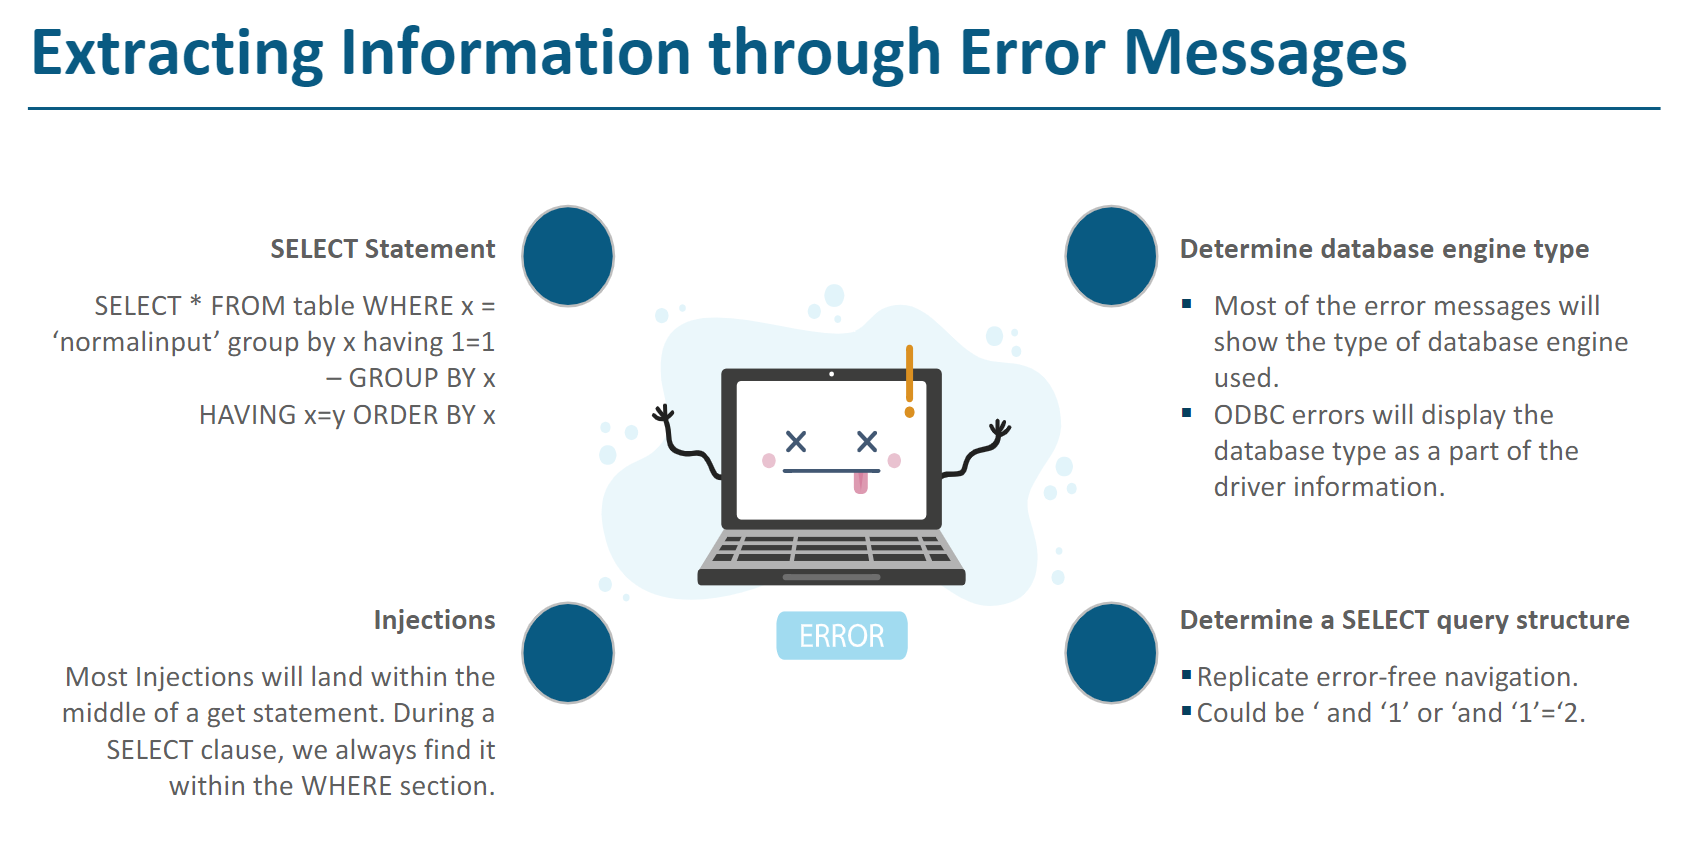 Extracting Information through Error Messages
SELECT Statement
SELECT * FROM table WHERE x =
‘normalinput’ group by x having 1=1
– GROUP BY x
HAVING x=y ORDER BY x
Determine database engine type
▪ Most of the error messages will
show the type of database engine
used.
▪ ODBC errors will display the
database type as a part of the
driver information.
Injections
Most Injections will land within the
middle of a get statement. During a
SELECT clause, we always find it
within the WHERE section.
ERROR
Determine a SELECT query structure
▪ Replicate error-free navigation.
▪ Could be ‘ and ‘1’ or ‘and ‘1’=‘2.